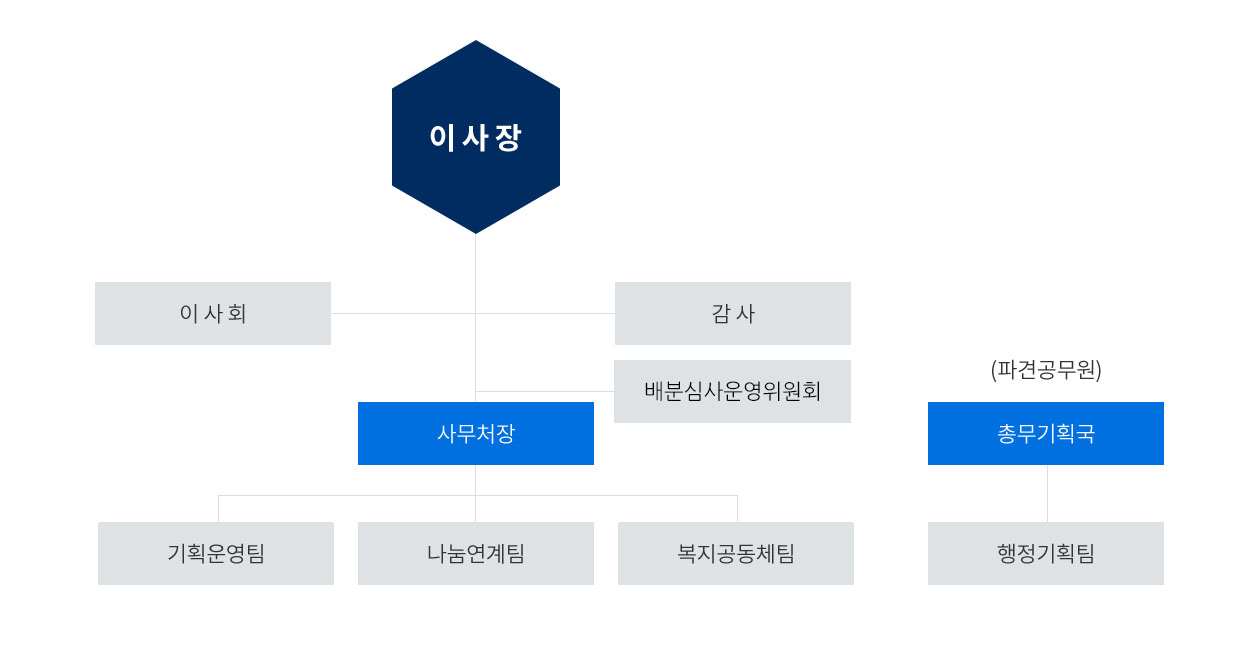 이 사 장
이 사 회
감 사
배분심사운영위원회
(파견공무원)
사무처장
총무기획국
기획운영팀
나눔연계팀
복지공동체팀
행정기획팀